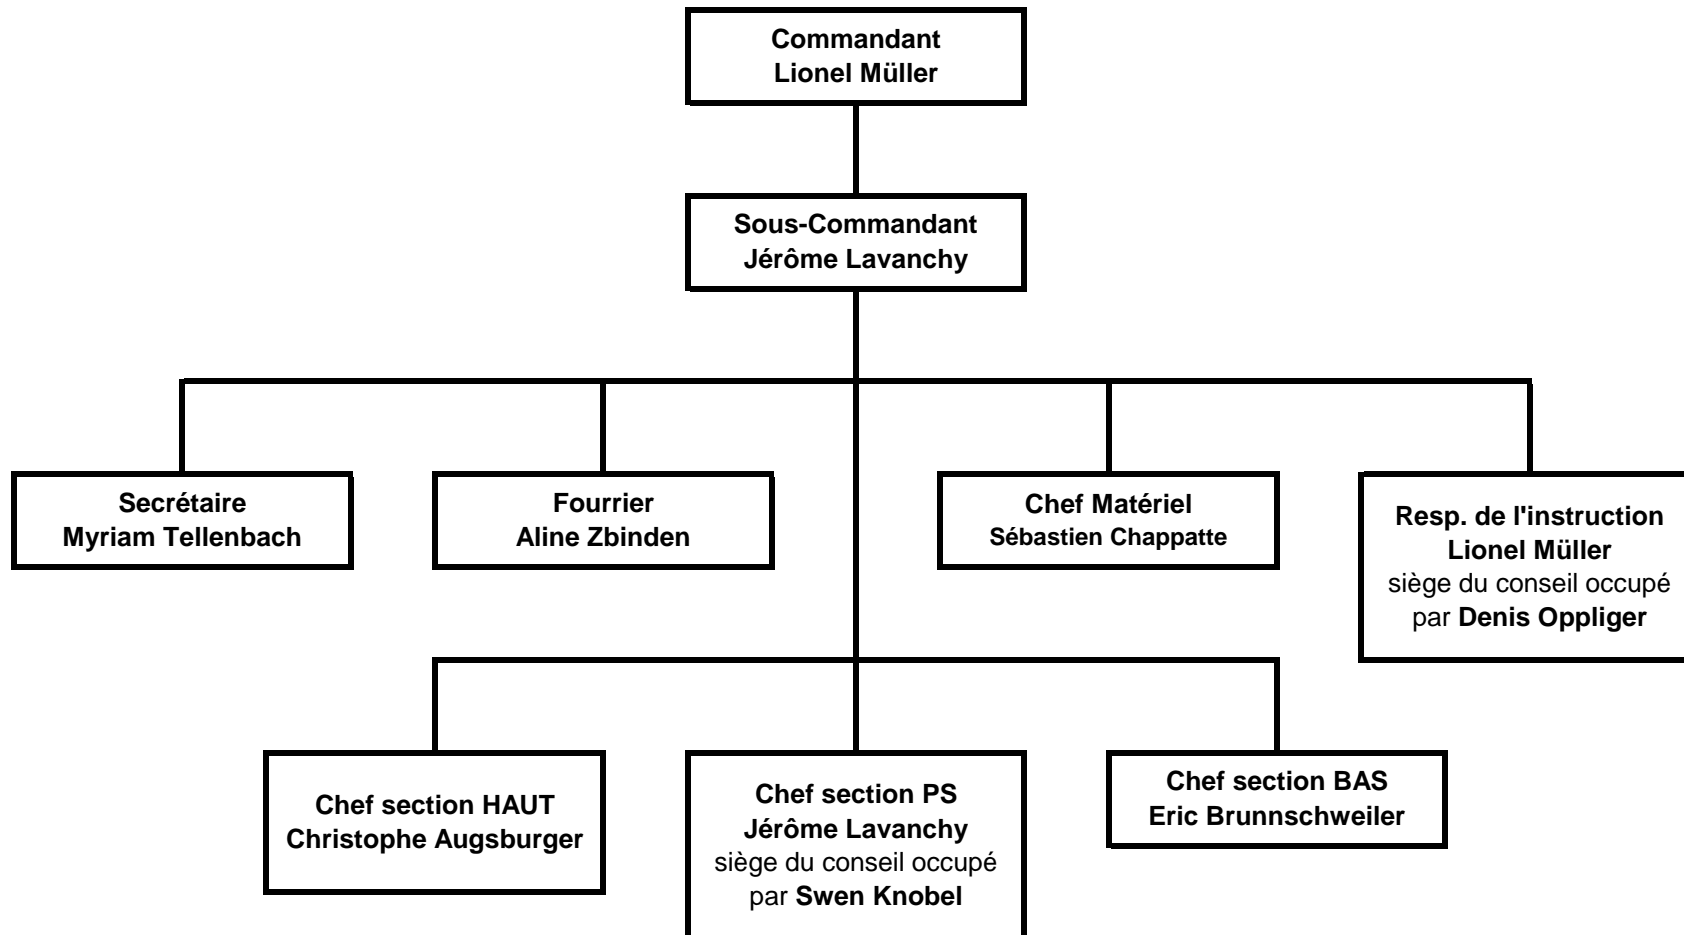 Commandant
Lionel Müller
Sous-Commandant
Jérôme Lavanchy
Secrétaire
Myriam Tellenbach
Fourrier
Aline Zbinden
Chef Matériel
Sébastien Chappatte
Resp. de l'instruction
Lionel Müller
siège du conseil occupé
par Denis Oppliger
Chef section HAUT
Christophe Augsburger
Chef section PS
Jérôme Lavanchy
siège du conseil occupé
par Swen Knobel
Chef section BAS
Eric Brunnschweiler